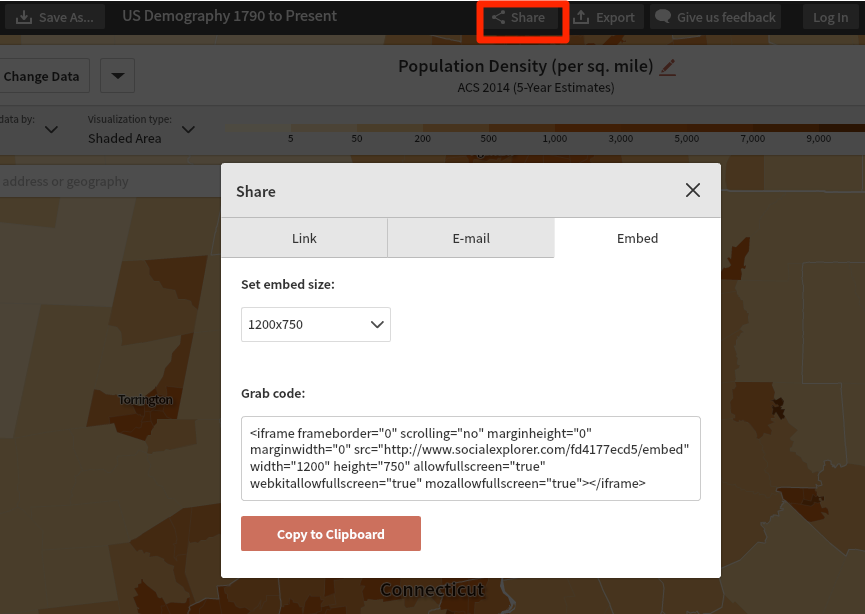 Save As...
US Demography 1790 to Present
Share
Export
Give us feedback
Log In
Change Data
Population Density (per sq. mile)
ACS 2014 (5-Year Estimates)
data by:
Visualization type:
Shaded Area
5 50 200 500 1,000 3,000 5,000 7,000 9,000
address or geography
Share
Link
E-mail
Embed
Set embed size:
1200x750
Grab code:
<iframe frameborder="0" scrolling="no" marginheight="0"
marginwidth="0" src="http://www.socialexplorer.com/fd4177ecd5/embed"
width="1200" height="750" allowfullscreen="true"
webkitallowfullscreen="true" mozallowfullscreen="true"></iframe>
Copy to Clipboard
Torrington
Connecticut